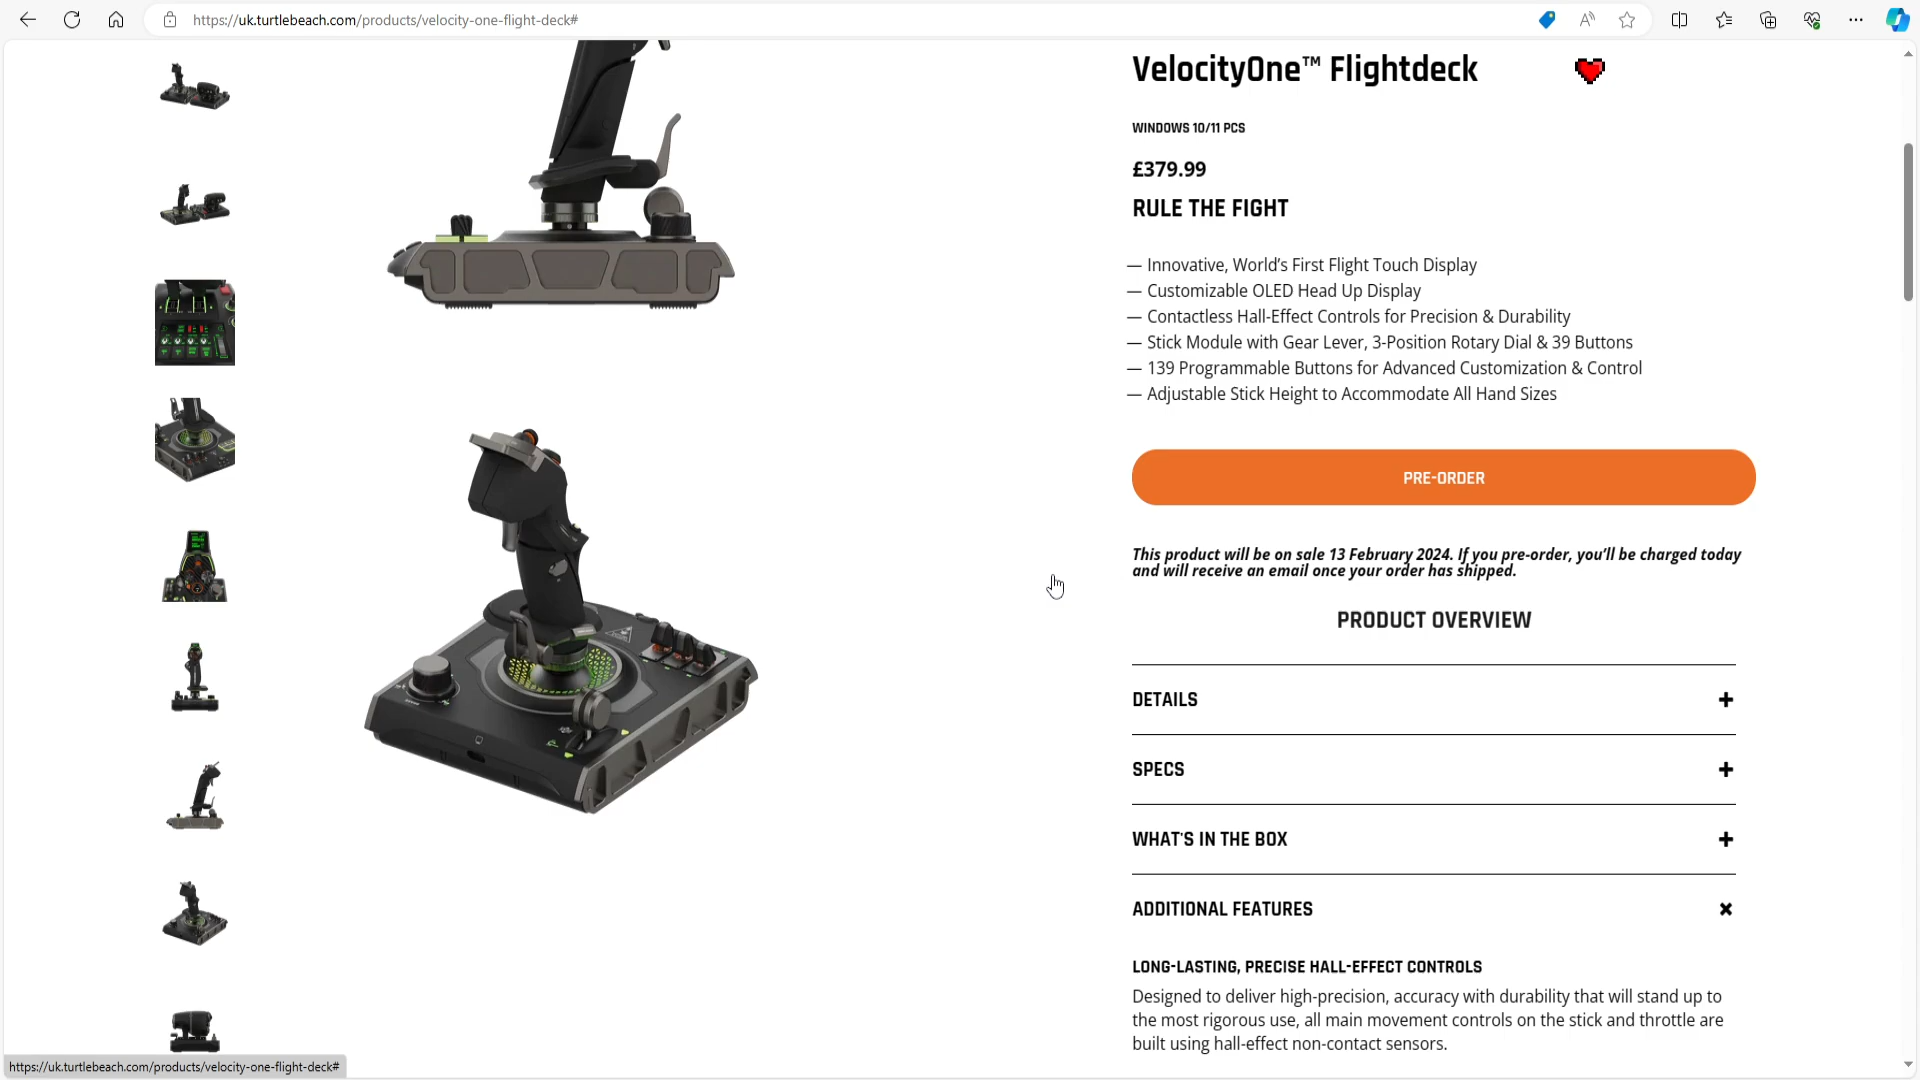 https://uk.turtlebeach.com/products/velocity-one-flight-deck#
VelocityOne™ Flightdeck
WINDOWS 10/11 PCS
£379.99
RULE THE FIGHT
— Innovative, World’s First Flight Touch Display
— Customizable OLED Head Up Display
— Contactless Hall-Effect Controls for Precision & Durability
— Stick Module with Gear Lever, 3-Position Rotary Dial & 39 Buttons
— 139 Programmable Buttons for Advanced Customization & Control
— Adjustable Stick Height to Accommodate All Hand Sizes
PRE-ORDER
This product will be on sale 13 February 2024. If you pre-order, you’ll be charged today
and will receive an email once your order has shipped.
PRODUCT OVERVIEW
DETAILS
SPECS
WHAT'S IN THE BOX
ADDITIONAL FEATURES
LONG-LASTING, PRECISE HALL-EFFECT CONTROLS
Designed to deliver high-precision, accuracy with durability that will stand up to
the most rigorous use, all main movement controls on the stick and throttle are
built using hall-effect non-contact sensors.
https://uk.turtlebeach.com/products/velocity-one-flight-deck#